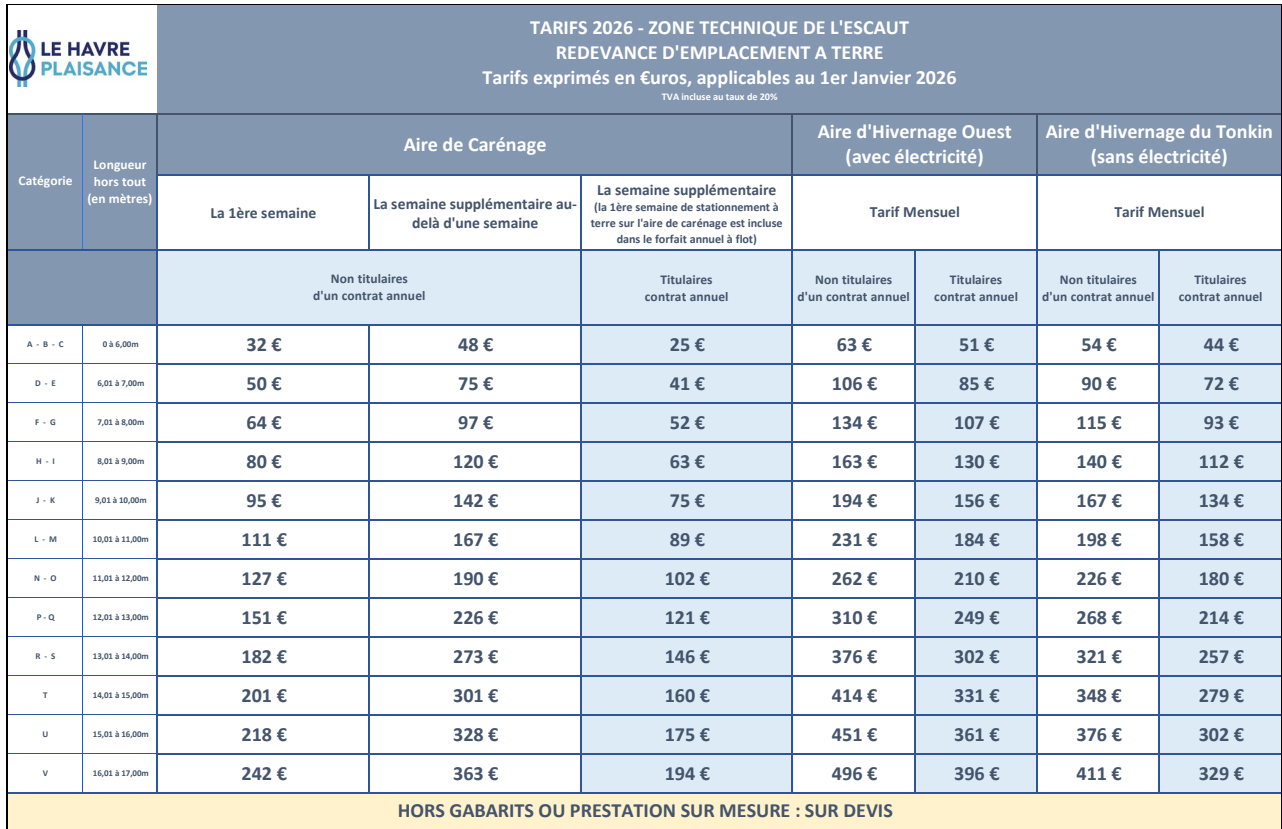 LE HAVRE
PLAISANCE
TARIFS 2026 - ZONE TECHNIQUE DE L'ESCAUT
REDEVANCE D'EMPLACEMENT A TERRE
Tarifs exprimés en €uros, applicables au 1er Janvier 2026
TVA incluse au taux de 20%
Catégorie
Longueur
hors tout
(en mètres)
Aire de Carénage
Aire d'Hivernage Ouest
(avec électricité)
Aire d'Hivernage du Tonkin
(sans électricité)
La 1ère semaine
La semaine supplémentaire au-
delà d'une semaine
La semaine supplémentaire
(la 1ère semaine de stationnement à
terre sur l'aire de carénage est incluse
dans le forfait annuel à flot)
Tarif Mensuel
Tarif Mensuel
Non titulaires
d'un contrat annuel
Titulaires
contrat annuel
Non titulaires
d'un contrat annuel
Titulaires
contrat annuel
Non titulaires
d'un contrat annuel
Titulaires
contrat annuel
A - B - C 0 à 6,00m 32 € 48 € 25 € 63 € 51 € 54 € 44 €
D - E 6,01 à 7,00m 50 € 75 € 41 € 106 € 85 € 90 € 72 €
F - G 7,01 à 8,00m 64 € 97 € 52 € 134 € 107 € 115 € 93 €
H - I 8,01 à 9,00m 80 € 120 € 63 € 163 € 130 € 140 € 112 €
J - K 9,01 à 10,00m 95 € 142 € 75 € 194 € 156 € 167 € 134 €
L - M 10,01 à 11,00m 111 € 167 € 89 € 231 € 184 € 198 € 158 €
N - O 11,01 à 12,00m 127 € 190 € 102 € 262 € 210 € 226 € 180 €
P - Q 12,01 à 13,00m 151 € 226 € 121 € 310 € 249 € 268 € 214 €
R - S 13,01 à 14,00m 182 € 273 € 146 € 376 € 302 € 321 € 257 €
T 14,01 à 15,00m 201 € 301 € 160 € 414 € 331 € 348 € 279 €
U 15,01 à 16,00m 218 € 328 € 175 € 451 € 361 € 376 € 302 €
V 16,01 à 17,00m 242 € 363 € 194 € 496 € 396 € 411 € 329 €
HORS GABARITS OU PRESTATION SUR MESURE : SUR DEVIS